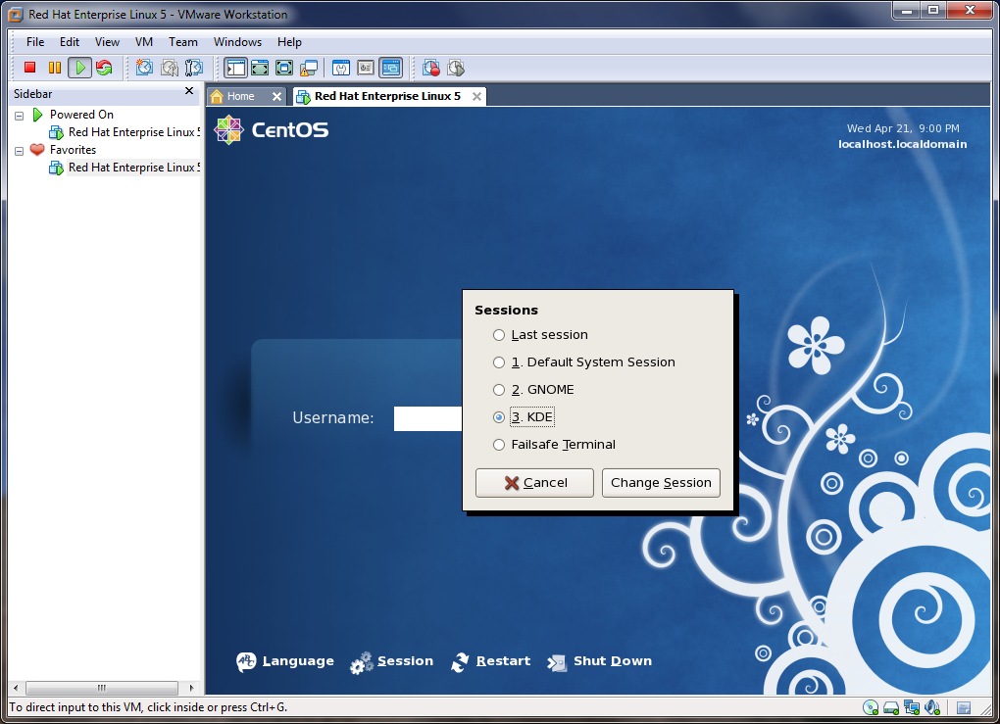 Red Hat Enterprise Linux 5 - VMware Workstation
File Edit View VM Team Windows Help
Sidebar
Powered On
Red Hat Enterprise Linux 5
Favorites
Red Hat Enterprise Linux 5
Home
Red Hat Enterprise Linux 5
CentOS
Wed Apr 21, 9:00 PM
localhost.localdomain
Username:
Sessions
Last session
1. Default System Session
2. GNOME
3. KDE
Failsafe Terminal
Cancel Change Session
Language Session Restart Shut Down
To direct input to this VM, click inside or press Ctrl+G.